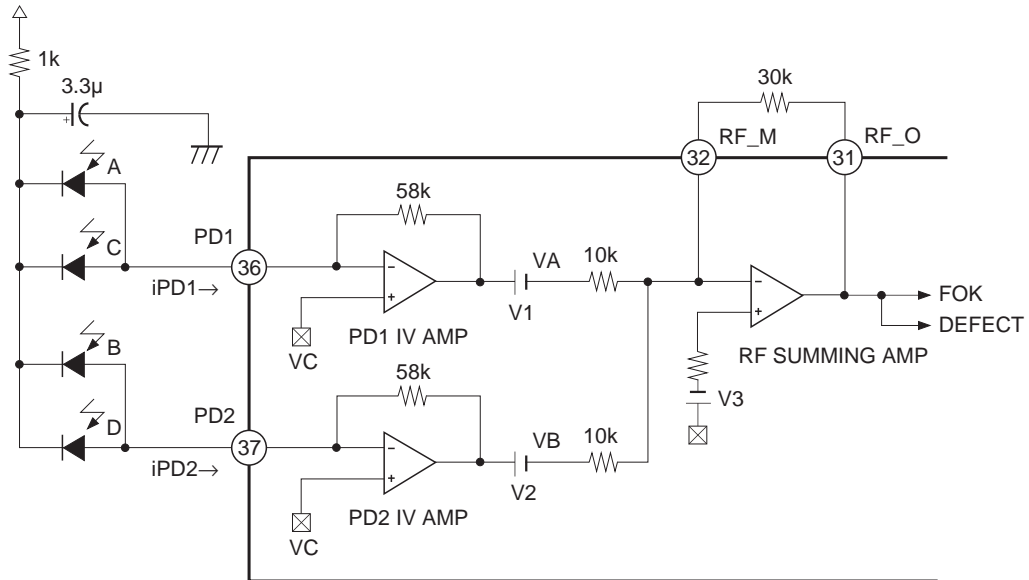 1k
3.3µ
+
30k
RF_M
RF_O
32
31
A
58k
PD1
C
36
iPD1→
VA
10k
V1
FOK
DEFECT
VC
PD1 IV AMP
RF SUMMING AMP
B
58k
V3
PD2
D
37
iPD2→
VB
10k
V2
VC
PD2 IV AMP